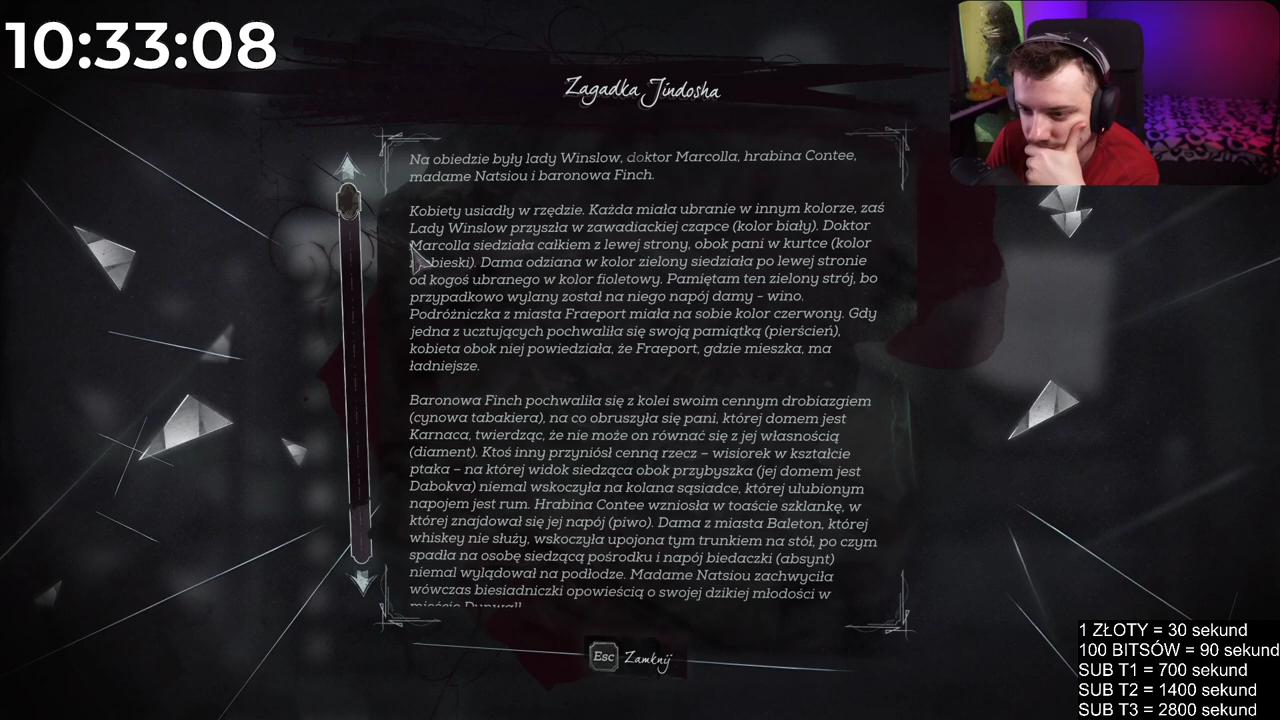 10:33:08
Zagadka Jindosha
Na obiedzie były lady Winslow, doktor Marcolla, hrabina Contee,
madame Natsiou i baronowa Finch.
Kobiety usiadły w rzędzie. Każda miała ubranie w innym kolorze, zaś
Lady Winslow przyszła w zawadiackiej czapce (kolor biały). Doktor
Marcolla siedziała całkiem z lewej strony, obok pani w kurtce (kolor
Dama odziana w kolor zielony siedziała po lewej stronie
od kogoś ubranego w kolor fioletowy. Pamiętam ten zielony strój, bo
przypadkowo wylany został na niego napój damy - wino.
Podróżniczka z miasta Fraeport miała na sobie kolor czerwony. Gdy
jedna z ucztujących pochwaliła się swoją pamiątką (pierścień),
kobieta obok niej powiedziała, że Fraeport, gdzie mieszka, ma
ładniejsze.
Baronowa Finch pochwaliła się z kolei swoim cennym drobiazgiem
(cynowa tabakiera), na co obruszyła się pani, której domem jest
Karnaca, twierdząc, że nie może on równać się z jej własnością
(diament). Ktoś inny przyniósł cenną rzecz – wisiorek w kształcie
ptaka – na której widok siedząca obok przybyszka (jej domem jest
Dabokva) niemal wskoczyła na kolana sąsiadce, której ulubionym
napojem jest rum. Hrabina Contee wzniosła w toaście szklankę, w
której znajdował się jej napój (piwo). Dama z miasta Baleton, której
whiskey nie służy, wskoczyła upojona tym trunkiem na stół, po czym
spadła na osobę siedzącą pośrodku i napój biedaczki (absynt)
niemal wylądował na podłodze. Madame Natsiou zachwyciła
wówczas biesiadniczki opowieścią o swojej dzikiej młodości w
mieście Dunwall.
Esc Zamknij
1 ZŁOTY = 30 sekund
100 BITSÓW = 90 sekund
SUB T1 = 700 sekund
SUB T2 = 1400 sekund
SUB T3 = 2800 sekund